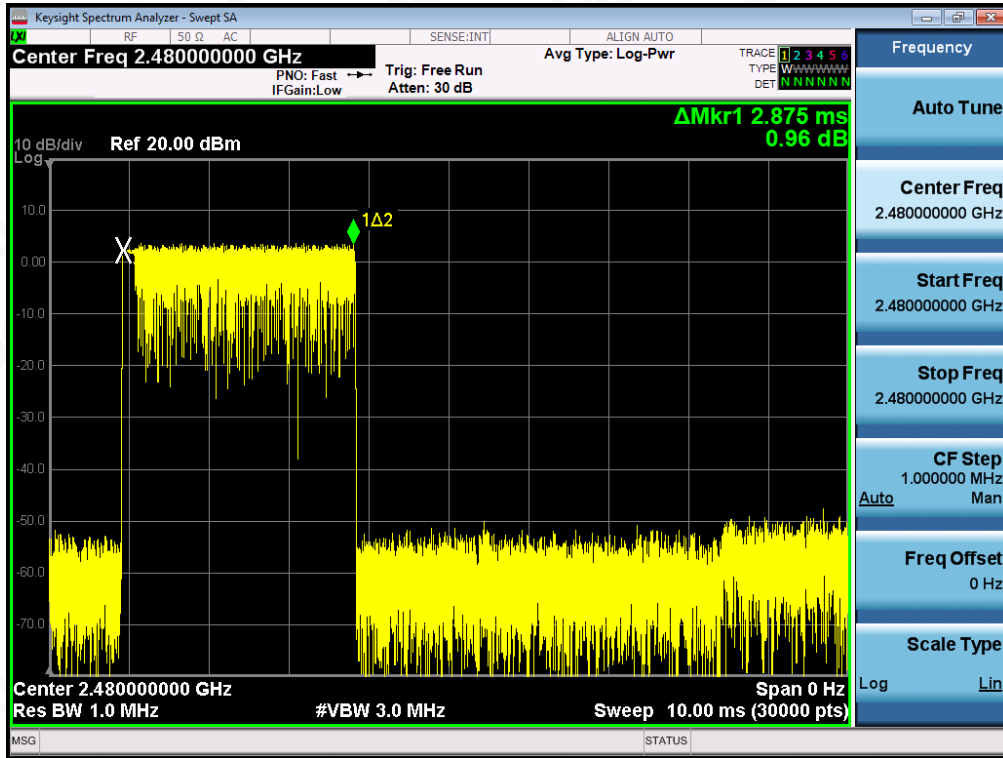 Keysight Spectrum Analyzer - Swept SA
LXI
RF 50 Ω AC SENSE:INT ALIGN AUTO
Center Freq 2.480000000 GHz
PNO: Fast
IFGain:Low
Trig: Free Run
Atten: 30 dB
Avg Type: Log-Pwr
TRACE 1 2 3 4 5 6
TYPE WWWWWW
DET N N N N N N
ΔMkr1 2.875 ms
0.96 dB
10 dB/div Ref 20.00 dBm
Log
10.0
1Δ2
0.00
-10.0
-20.0
-30.0
-40.0
-50.0
-60.0
-70.0
Center 2.480000000 GHz Span 0 Hz
Res BW 1.0 MHz #VBW 3.0 MHz Sweep 10.00 ms (30000 pts)
MSG STATUS
Frequency
Auto Tune
Center Freq
2.480000000 GHz
Start Freq
2.480000000 GHz
Stop Freq
2.480000000 GHz
CF Step
1.000000 MHz
Auto Man
Freq Offset
0 Hz
Scale Type
Log Lin